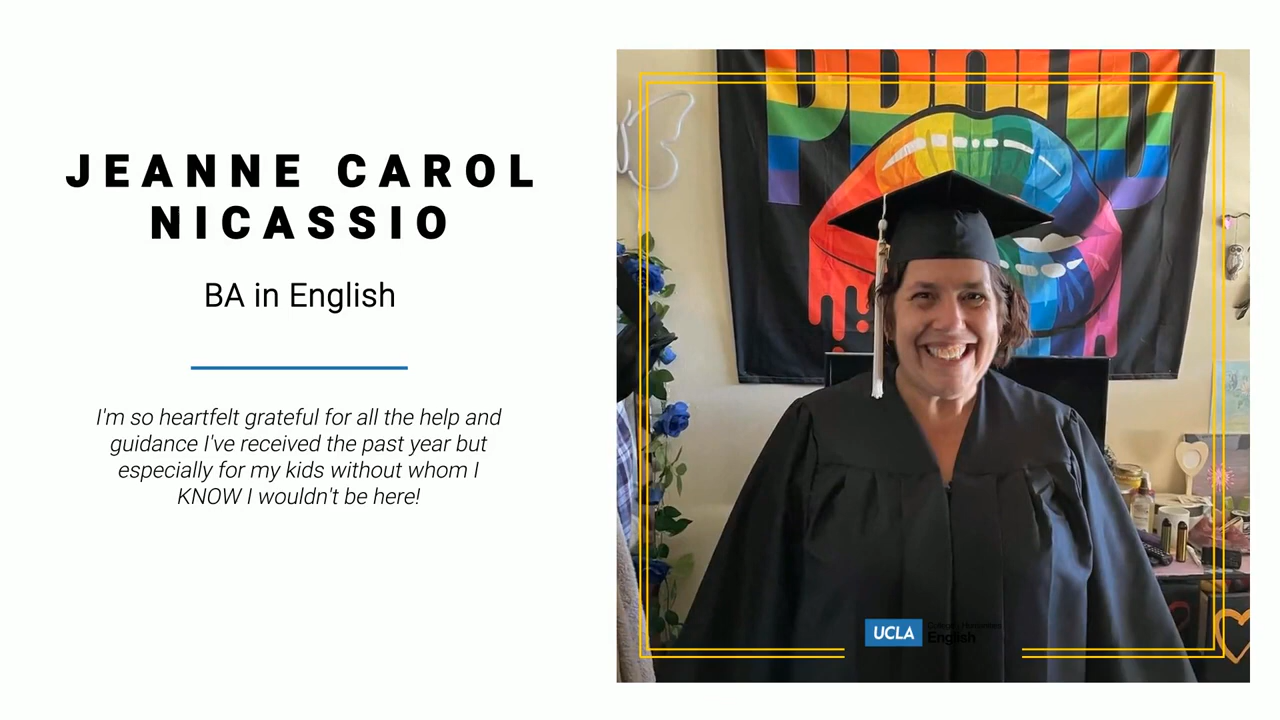 JEANNE CAROL
NICASSIO
BA in English
I'm so heartfelt grateful for all the help and
guidance I've received the past year but
especially for my kids without whom I
KNOW I wouldn't be here!
PROUD
UCLA
English